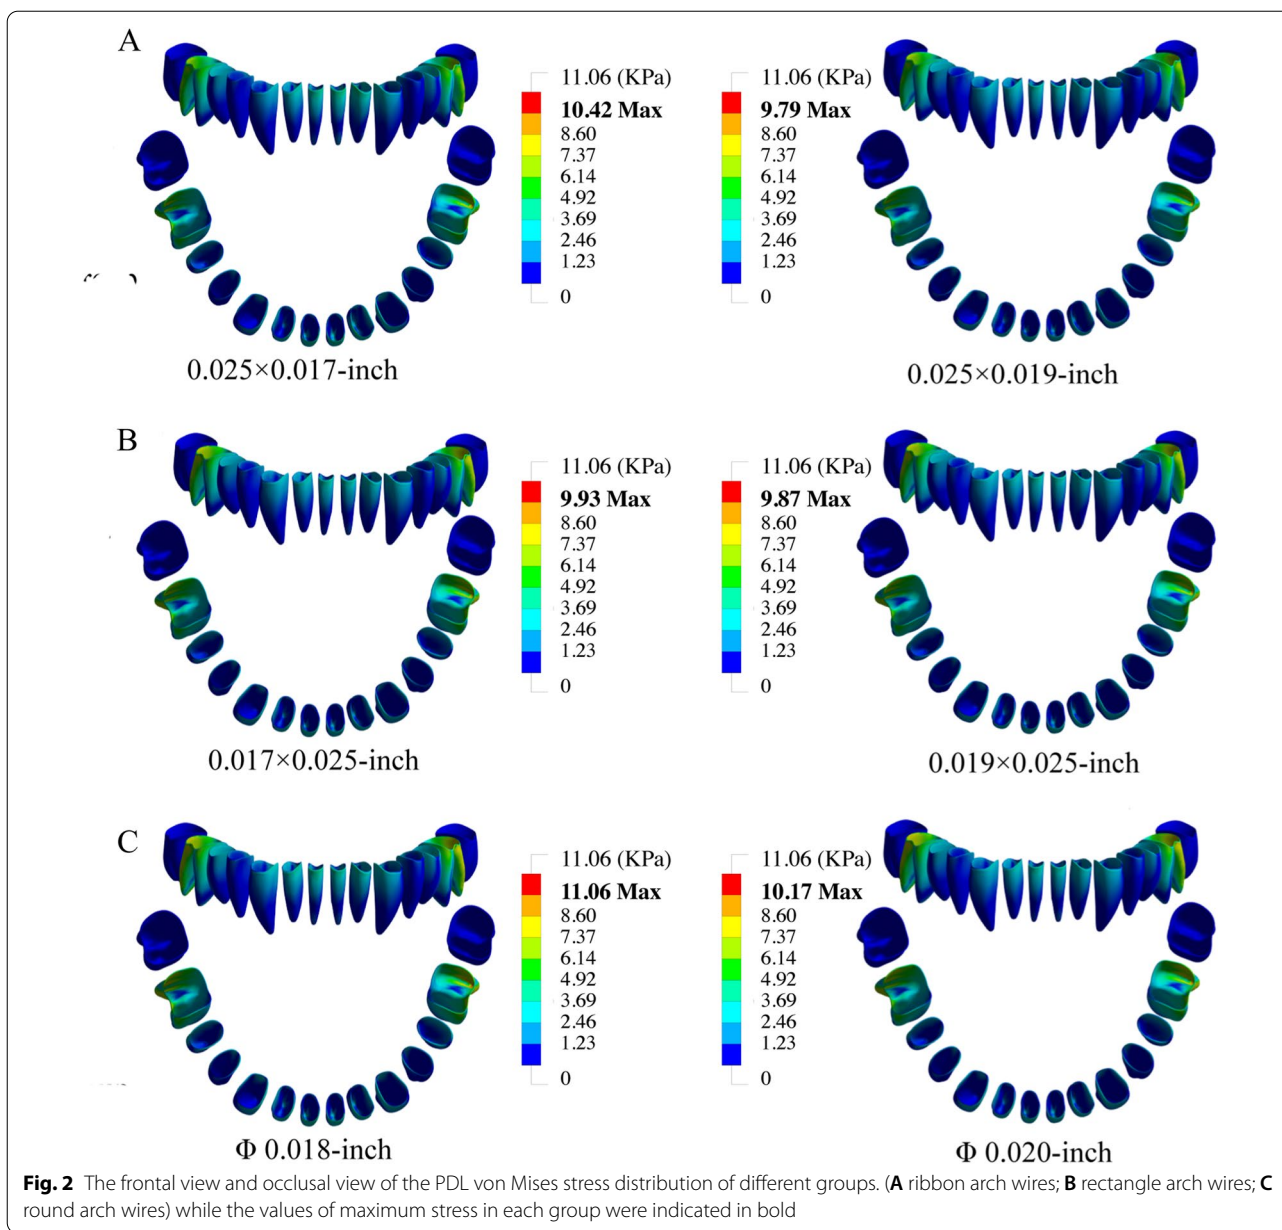 A
11.06 (KPa)
10.42 Max
8.60
7.37
6.14
4.92
3.69
2.46
1.23
0
0.025×0.017-inch
11.06 (KPa)
9.79 Max
8.60
7.37
6.14
4.92
3.69
2.46
1.23
0
0.025×0.019-inch
B
11.06 (KPa)
9.93 Max
8.60
7.37
6.14
4.92
3.69
2.46
1.23
0
0.017×0.025-inch
11.06 (KPa)
9.87 Max
8.60
7.37
6.14
4.92
3.69
2.46
1.23
0
0.019×0.025-inch
C
11.06 (KPa)
11.06 Max
8.60
7.37
6.14
4.92
3.69
2.46
1.23
0
Φ 0.018-inch
11.06 (KPa)
10.17 Max
8.60
7.37
6.14
4.92
3.69
2.46
1.23
0
Φ 0.020-inch
Fig. 2 The frontal view and occlusal view of the PDL von Mises stress distribution of different groups. (A ribbon arch wires; B rectangle arch wires; C
round arch wires) while the values of maximum stress in each group were indicated in bold